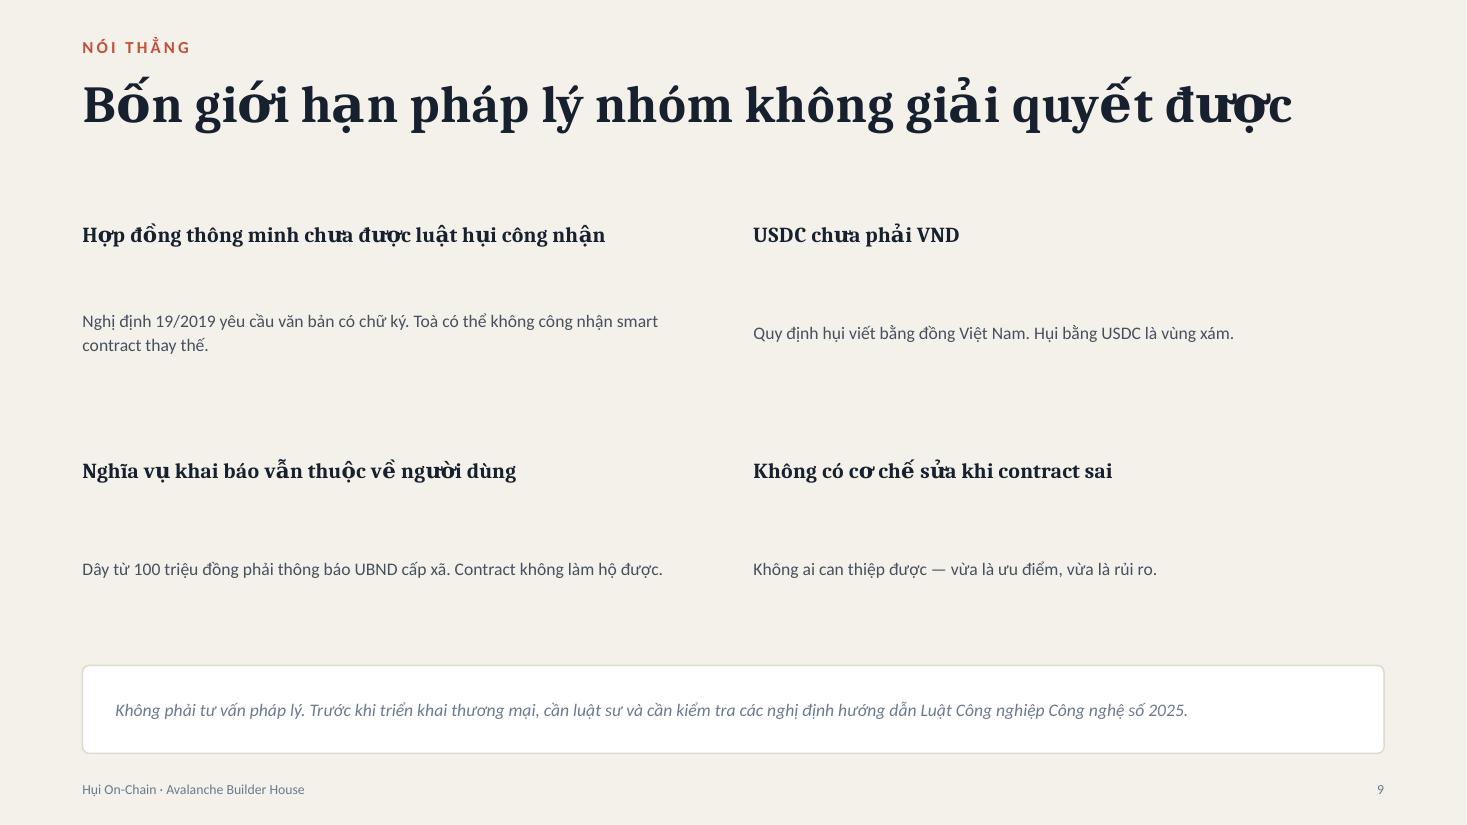 NÓI THẲNG
Bốn giới hạn pháp lý nhóm không giải quyết được
Hợp đồng thông minh chưa được luật hụi công nhận
Nghị định 19/2019 yêu cầu văn bản có chữ ký. Toà có thể không công nhận smart
contract thay thế.
USDC chưa phải VND
Quy định hụi viết bằng đồng Việt Nam. Hụi bằng USDC là vùng xám.
Nghĩa vụ khai báo vẫn thuộc về người dùng
Dây từ 100 triệu đồng phải thông báo UBND cấp xã. Contract không làm hộ được.
Không có cơ chế sửa khi contract sai
Không ai can thiệp được — vừa là ưu điểm, vừa là rủi ro.
Không phải tư vấn pháp lý. Trước khi triển khai thương mại, cần luật sư và cần kiểm tra các nghị định hướng dẫn Luật Công nghiệp Công nghệ số 2025.
Hụi On-Chain · Avalanche Builder House
9